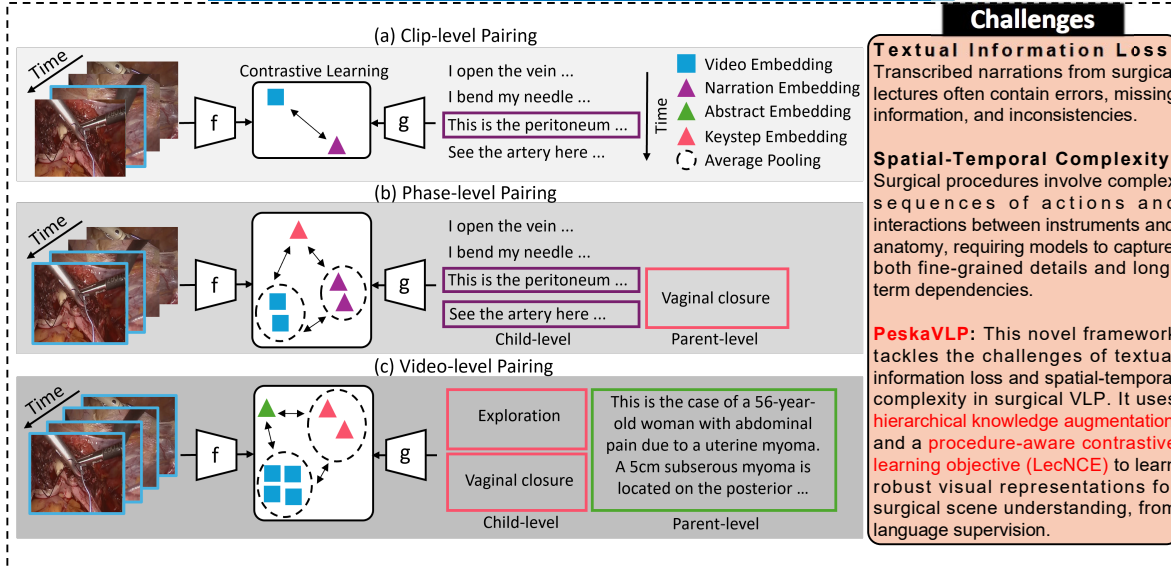 (a) Clip-level Pairing
Time
Contrastive Learning
f
g
I open the vein ...
I bend my needle ...
This is the peritoneum ...
See the artery here ...
Time
Video Embedding
Narration Embedding
Abstract Embedding
Keystep Embedding
Average Pooling
(b) Phase-level Pairing
Time
f
g
I open the vein ...
I bend my needle ...
This is the peritoneum ...
See the artery here ...
Vaginal closure
Child-level
Parent-level
(c) Video-level Pairing
Time
f
g
Exploration
Vaginal closure
Child-level
This is the case of a 56-year-
old woman with abdominal
pain due to a uterine myoma.
A 5cm subserous myoma is
located on the posterior ...
Parent-level
Challenges
Textual Information Loss
Transcribed narrations from surgical
lectures often contain errors, missing
information, and inconsistencies.
Spatial-Temporal Complexity
Surgical procedures involve complex
sequences of actions and
interactions between instruments and
anatomy, requiring models to capture
both fine-grained details and long-
term dependencies.
PeskaVLP: This novel framework
tackles the challenges of textual
information loss and spatial-temporal
complexity in surgical VLP. It uses
hierarchical knowledge augmentation
and a procedure-aware contrastive
learning objective (LecNCE) to learn
robust visual representations for
surgical scene understanding, from
language supervision.